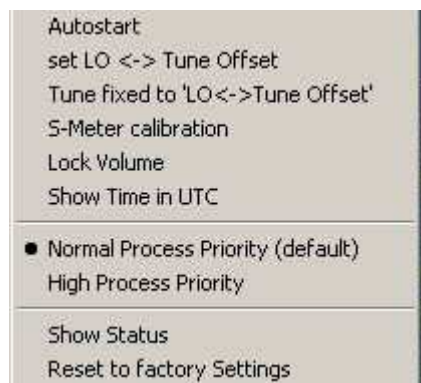 Autostart
set LO <-> Tune Offset
Tune fixed to 'LO<->Tune Offset'
S-Meter calibration
Lock Volume
Show Time in UTC
Normal Process Priority (default)
High Process Priority
Show Status
Reset to factory Settings